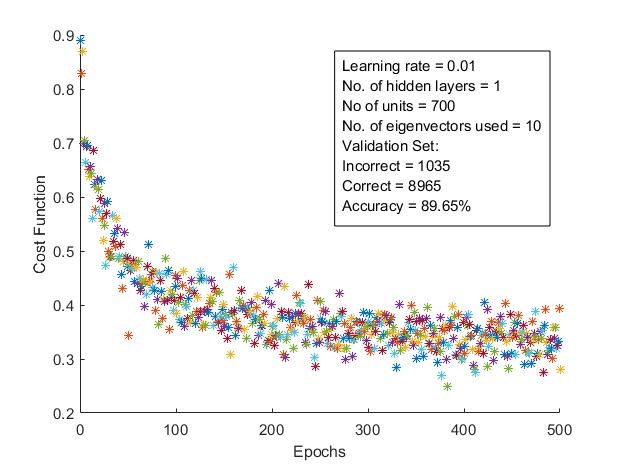 0.9
0.8
0.7
0.6
0.5
0.4
0.3
0.2
Cost Function
0
100
200
300
400
500
Epochs
Learning rate = 0.01
No. of hidden layers = 1
No of units = 700
No. of eigenvectors used = 10
Validation Set:
Incorrect = 1035
Correct = 8965
Accuracy = 89.65%